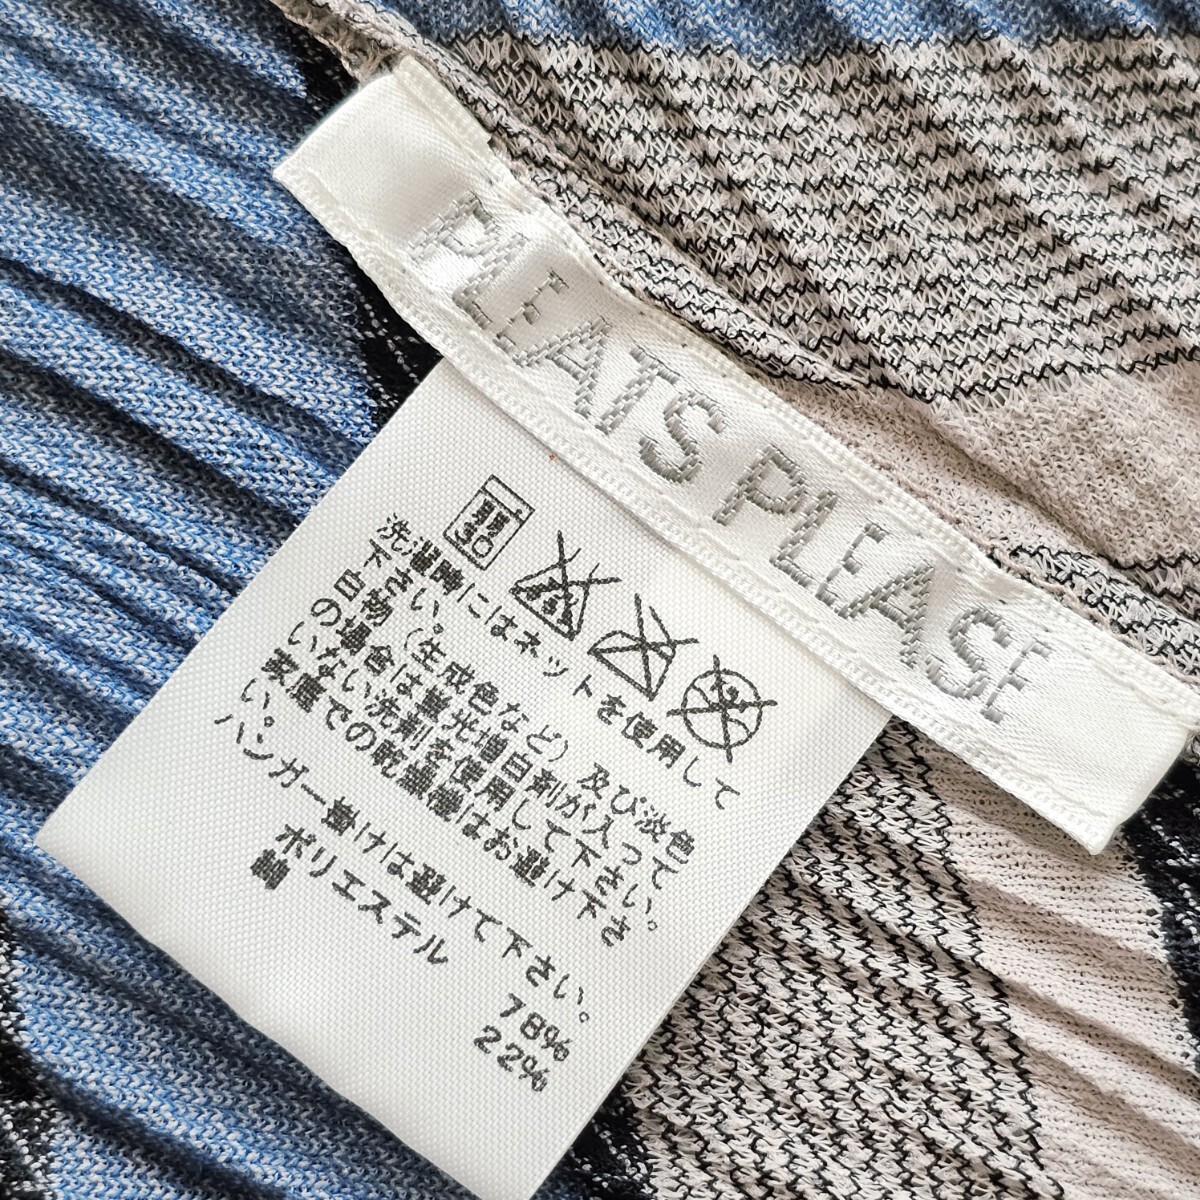 PLEATS PLEASE
30
洗濯時にはネットを使用して
下さい。(生成色など)及び淡色
の場合は蛍光増白剤が入って
いない洗剤を使用して下さい。
高温での乾燥機はお避け下さ
い。
ハンガー掛けは避けて下さい。
ポリエステル 78%
綿 22%